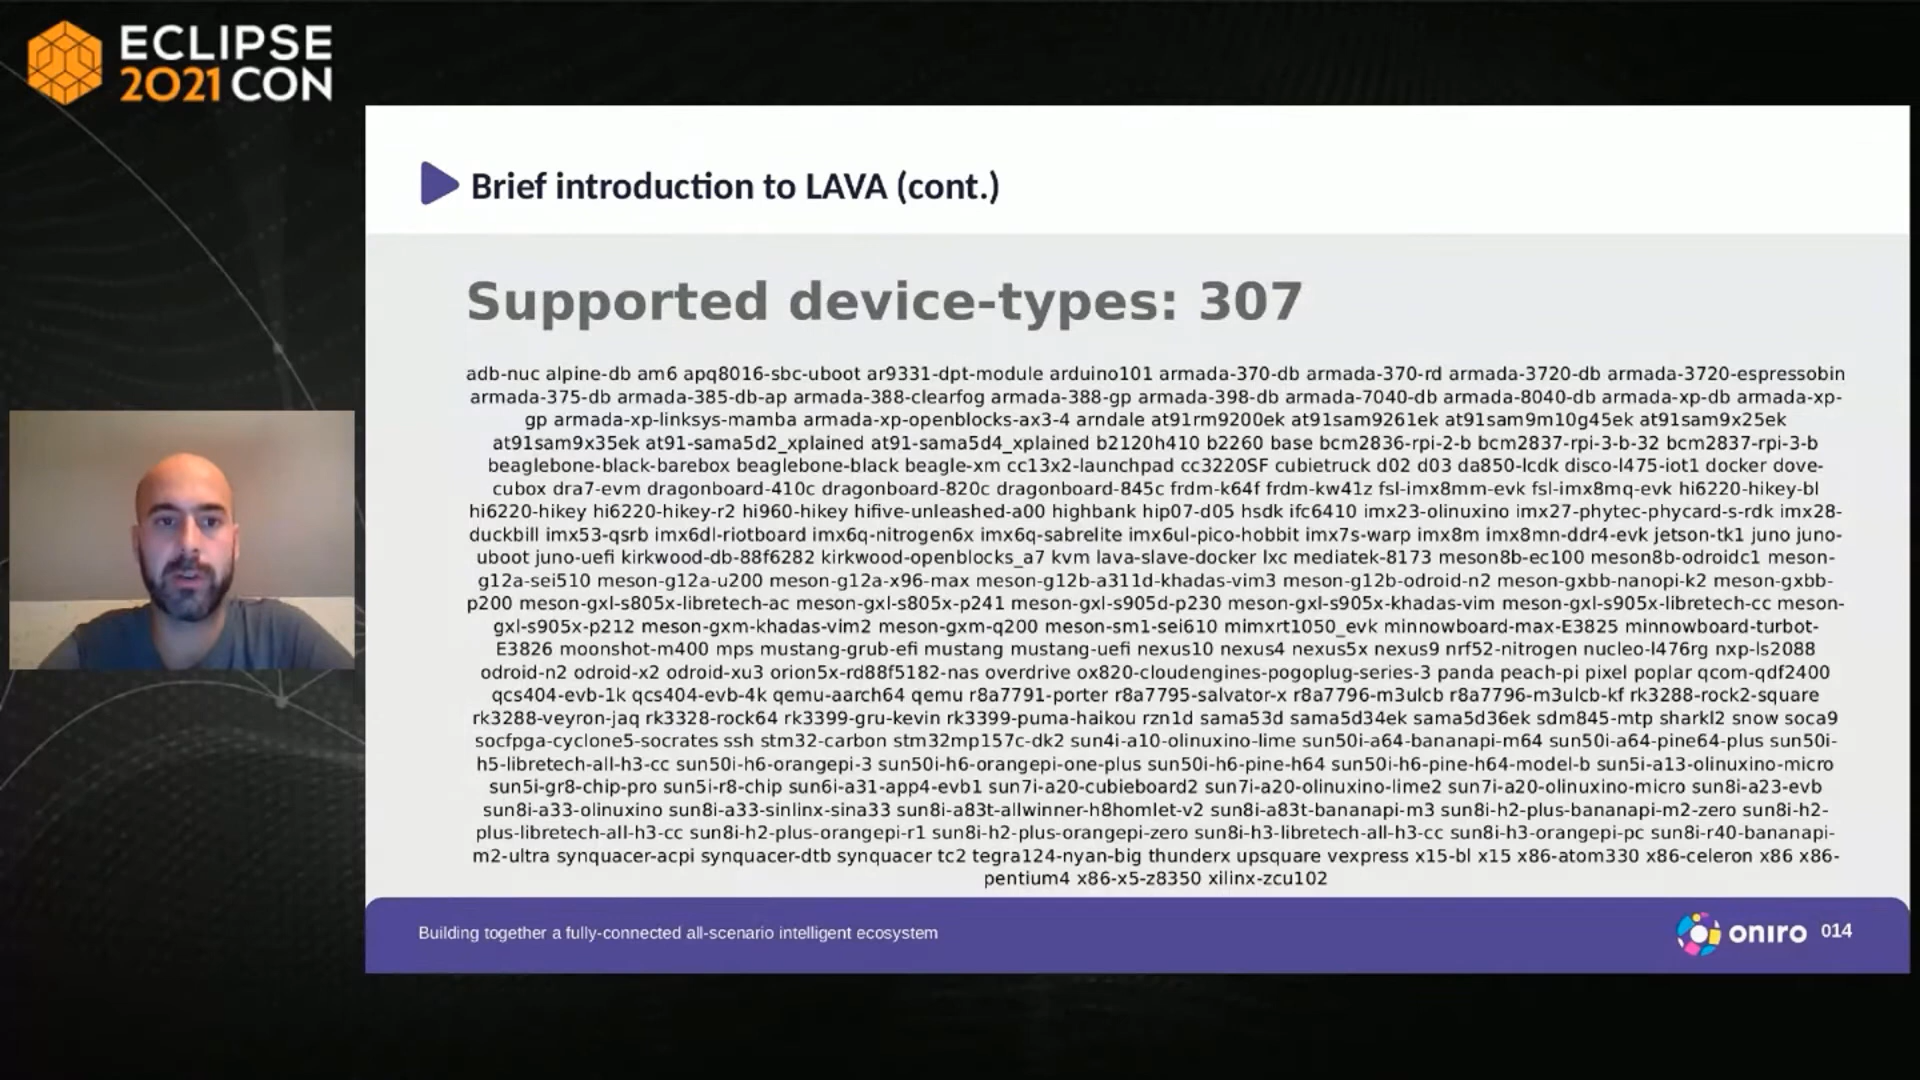 ECLIPSE
2021 CON
Brief introduction to LAVA (cont.)
Supported device-types: 307
adb-nuc alpine-db am6 apq8016-sbc-uboot ar9331-dpt-module arduino101 armada-370-db armada-370-rd armada-3720-db armada-3720-espressobin
armada-375-db armada-385-db-ap armada-388-clearfog armada-388-gp armada-398-db armada-7040-db armada-8040-db armada-xp-db armada-xp-
gp armada-xp-linksys-mamba armada-xp-openblocks-ax3-4 arndale at91rm9200ek at91sam9261ek at91sam9m10g45ek at91sam9x25ek
at91sam9x35ek at91-sama5d2_xplained at91-sama5d4_xplained b2120h410 b2260 base bcm2836-rpi-2-b bcm2837-rpi-3-b-32 bcm2837-rpi-3-b
beaglebone-black-barebox beaglebone-black beagle-xm cc13x2-launchpad cc3220SF cubietruck d02 d03 da850-lcdk disco-l475-iot1 docker dove-
cubox dra7-evm dragonboard-410c dragonboard-820c dragonboard-845c frdm-k64f frdm-kw41z fsl-imx8mm-evk fsl-imx8mq-evk hi6220-hikey-bl
hi6220-hikey hi6220-hikey-r2 hi960-hikey hifive-unleashed-a00 highbank hip07-d05 hsdk ifc6410 imx23-olinuxino imx27-phytec-phycard-s-rdk imx28-
duckbill imx53-qsrb imx6dl-riotboard imx6q-nitrogen6x imx6q-sabrelite imx6ul-pico-hobbit imx7s-warp imx8m imx8mn-ddr4-evk jetson-tk1 juno juno-
uboot juno-uefi kirkwood-db-88f6282 kirkwood-openblocks_a7 kvm lava-slave-docker lxc mediatek-8173 meson8b-ec100 meson8b-odroidc1 meson-
g12a-sei510 meson-g12a-u200 meson-g12a-x96-max meson-g12b-a311d-khadas-vim3 meson-g12b-odroid-n2 meson-gxbb-nanopi-k2 meson-gxbb-
p200 meson-gxl-s805x-libretech-ac meson-gxl-s805x-p241 meson-gxl-s905d-p230 meson-gxl-s905x-khadas-vim meson-gxl-s905x-libretech-cc meson-
gxl-s905x-p212 meson-gxm-khadas-vim2 meson-gxm-q200 meson-sm1-sei610 mimxrt1050_evk minnowboard-max-E3825 minnowboard-turbot-
E3826 moonshot-m400 mps mustang-grub-efi mustang mustang-uefi nexus10 nexus4 nexus5x nexus9 nrf52-nitrogen nucleo-l476rg nxp-ls2088
odroid-n2 odroid-x2 odroid-xu3 orion5x-rd88f5182-nas overdrive ox820-cloudengines-pogoplug-series-3 panda peach-pi pixel poplar qcom-qdf2400
qcs404-evb-1k qcs404-evb-4k qemu-aarch64 qemu r8a7791-porter r8a7795-salvator-x r8a7796-m3ulcb r8a7796-m3ulcb-kf rk3288-rock2-square
rk3288-veyron-jaq rk3328-rock64 rk3399-gru-kevin rk3399-puma-haikou rzn1d sama53d sama5d34ek sama5d36ek sdm845-mtp sharkl2 snow soca9
socfpga-cyclone5-socrates ssh stm32-carbon stm32mp157c-dk2 sun4i-a10-olinuxino-lime sun50i-a64-bananapi-m64 sun50i-a64-pine64-plus sun50i-
h5-libretech-all-h3-cc sun50i-h6-orangepi-3 sun50i-h6-orangepi-one-plus sun50i-h6-pine-h64 sun50i-h6-pine-h64-model-b sun5i-a13-olinuxino-micro
sun5i-gr8-chip-pro sun5i-r8-chip sun6i-a31-app4-evb1 sun7i-a20-cubieboard2 sun7i-a20-olinuxino-lime2 sun7i-a20-olinuxino-micro sun8i-a23-evb
sun8i-a33-olinuxino sun8i-a33-sinlinx-sina33 sun8i-a83t-allwinner-h8homlet-v2 sun8i-a83t-bananapi-m3 sun8i-h2-plus-bananapi-m2-zero sun8i-h2-
plus-libretech-all-h3-cc sun8i-h2-plus-orangepi-r1 sun8i-h2-plus-orangepi-zero sun8i-h3-libretech-all-h3-cc sun8i-h3-orangepi-pc sun8i-r40-bananapi-
m2-ultra synquacer-acpi synquacer-dtb synquacer tc2 tegra124-nyan-big thunderx upsquare vexpress x15-bl x15 x86-atom330 x86-celeron x86 x86-
pentium4 x86-x5-z8350 xilinx-zcu102
Building together a fully-connected all-scenario intelligent ecosystem
oniro 014